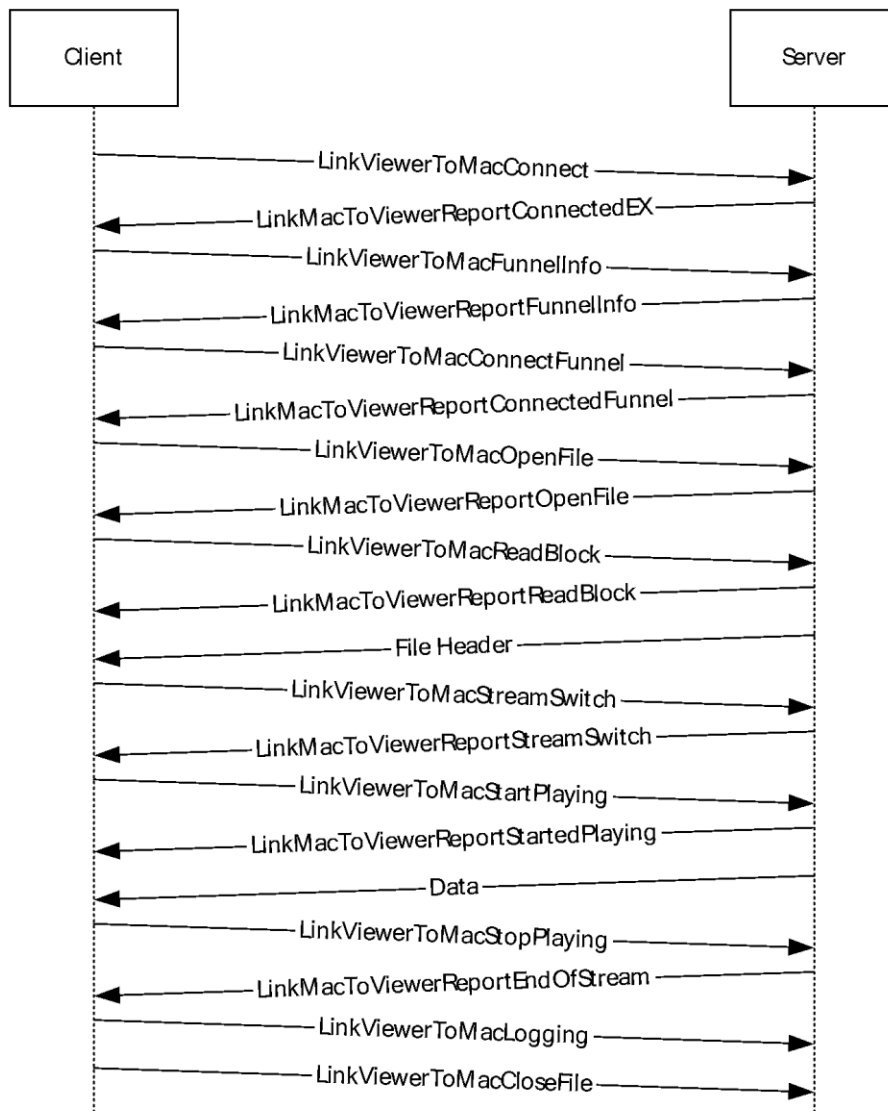 Client
Server
LinkViewerToMacConnect
LinkMacToViewerReportConnectedEX
LinkViewerToMacFunnelInfo
LinkMacToViewerReportFunnelInfo
LinkViewerToMacConnectFunnel
LinkMacToViewerReportConnectedFunnel
LinkViewerToMacOpenFile
LinkMacToViewerReportOpenFile
LinkViewerToMacReadBlock
LinkMacToViewerReportReadBlock
File Header
LinkViewerToMacStreamSwitch
LinkMacToViewerReportStreamSwitch
LinkViewerToMacStartPlaying
LinkMacToViewerReportStartedPlaying
Data
LinkViewerToMacStopPlaying
LinkMacToViewerReportEndOfStream
LinkViewerToMacLogging
LinkViewerToMacCloseFile